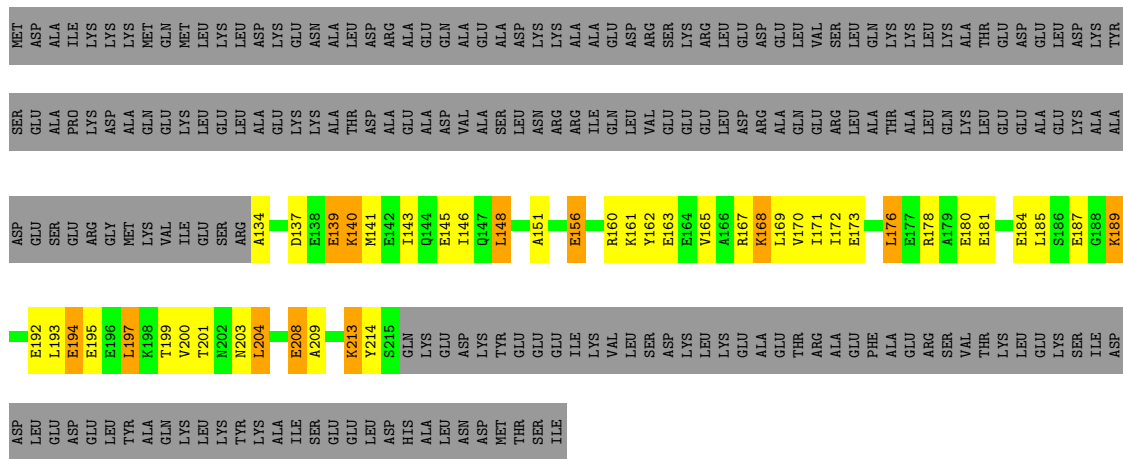 MET ASP ALA ILE LYS LYS LYS MET GLN MET LEU LYS LEU ASP LYS GLU ASN ALA LEU ASP ARG ALA GLU GLN ALA GLU ALA ASP LYS LYS ALA ALA GLU ASP ARG SER LYS ARG LEU GLU ASP GLU LEU VAL SER LEU GLN LYS LYS LEU LYS ALA THR GLU ASP GLU LEU ASP LYS TYR
SER GLU ALA PRO LYS ASP ALA GLN GLU LYS LEU GLU LEU ALA GLU LYS LYS ALA THR ASP ALA GLU ALA ASP VAL ALA SER LEU ASN ARG ARG ILE GLN LEU VAL GLU GLU GLU LEU ASP ARG ALA GLN GLU ARG LEU ALA THR ALA LEU GLN LYS LEU GLU GLU ALA GLU LYS ALA ALA
ASP GLU SER GLU ARG GLY MET LYS VAL ILE GLU SER ARG A134 D137 E138 E139 K140 M141 E142 I143 Q144 E145 I146 Q147 L148 A151 E156 R160 K161 Y162 E163 E164 V165 A166 R167 K168 L169 V170 I171 I172 E173 L176 E177 R178 A179 E180 E181 E184 L185 S186 E187 G188 K189
E192 L193 E194 E195 E196 L197 K198 T199 V200 T201 N202 N203 L204 E208 A209 K213 Y214 S215 GLN LYS GLU ASP LYS TYR GLU GLU GLU ILE LYS VAL LEU SER ASP LYS LEU LYS GLU ALA GLU THR ARG ALA GLU PHE ALA GLU ARG SER VAL THR LYS LEU GLU LYS SER ILE ASP
ASP LEU GLU ASP GLU LEU TYR ALA GLN LYS LEU LYS TYR LYS ALA ILE SER GLU GLU LEU ASP HIS ALA LEU ASN ASP MET THR SER ILE